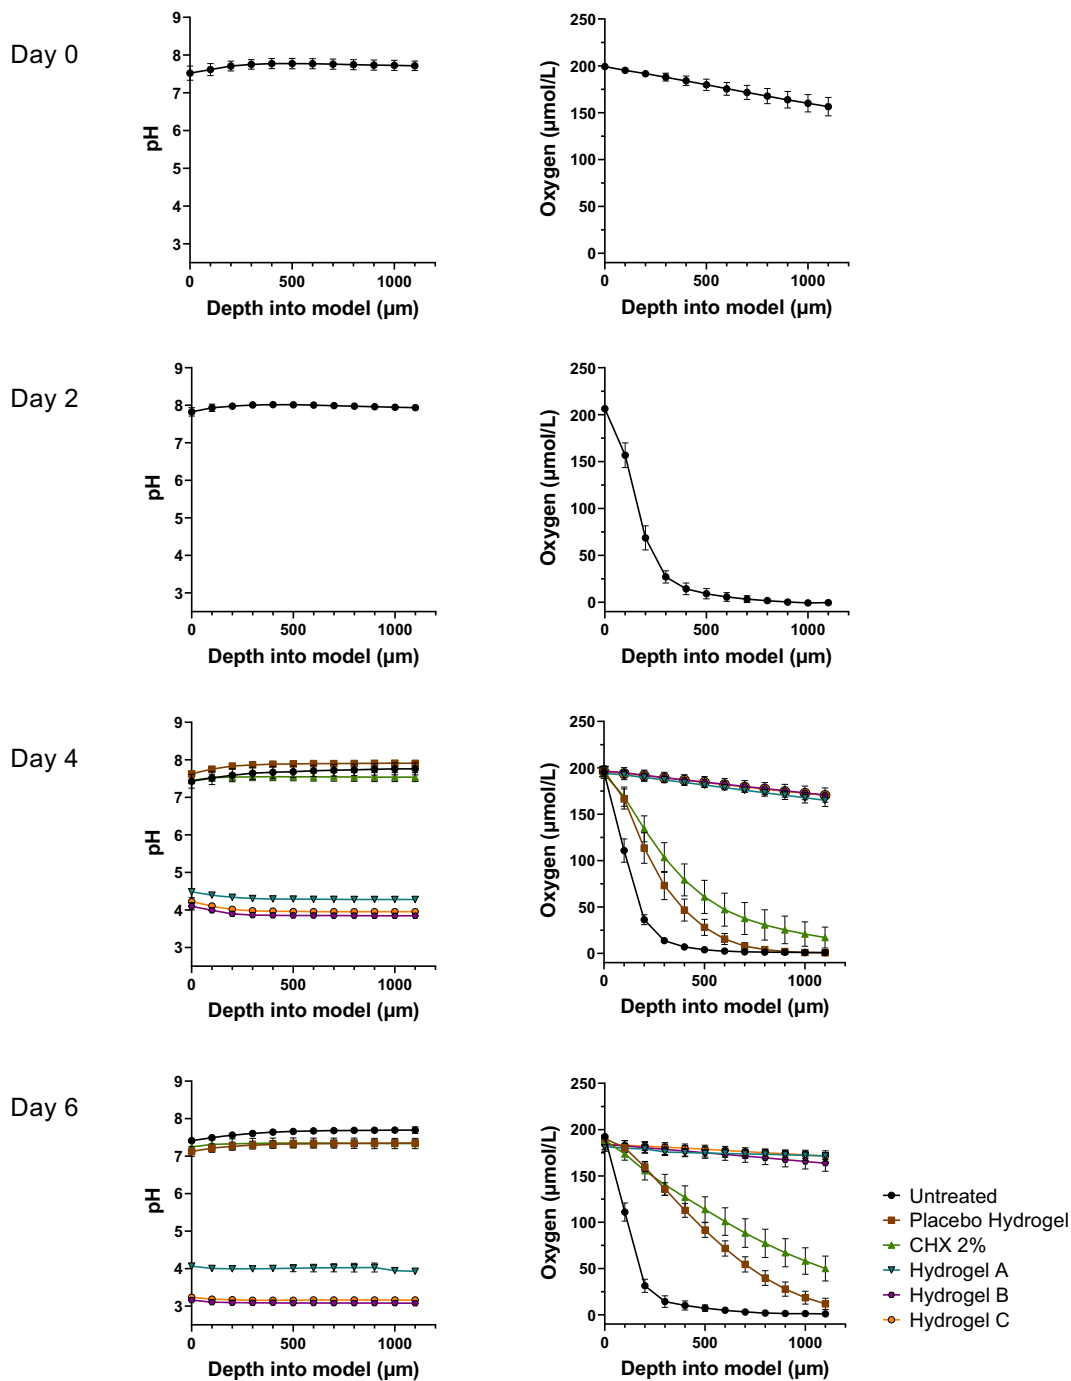 Day 0
9
8
7
6
5
4
3
pH
0
500
1000
Depth into model (µm)
250
200
150
100
50
0
Oxygen (µmol/L)
0
500
1000
Depth into model (µm)
Day 2
9
8
7
6
5
4
3
pH
0
500
1000
Depth into model (µm)
250
200
150
100
50
0
Oxygen (µmol/L)
0
500
1000
Depth into model (µm)
Day 4
9
8
7
6
5
4
3
pH
0
500
1000
Depth into model (µm)
250
200
150
100
50
0
Oxygen (µmol/L)
0
500
1000
Depth into model (µm)
Day 6
9
8
7
6
5
4
3
pH
0
500
1000
Depth into model (µm)
250
200
150
100
50
0
Oxygen (µmol/L)
0
500
1000
Depth into model (µm)
Untreated
Placebo Hydrogel
CHX 2%
Hydrogel A
Hydrogel B
Hydrogel C